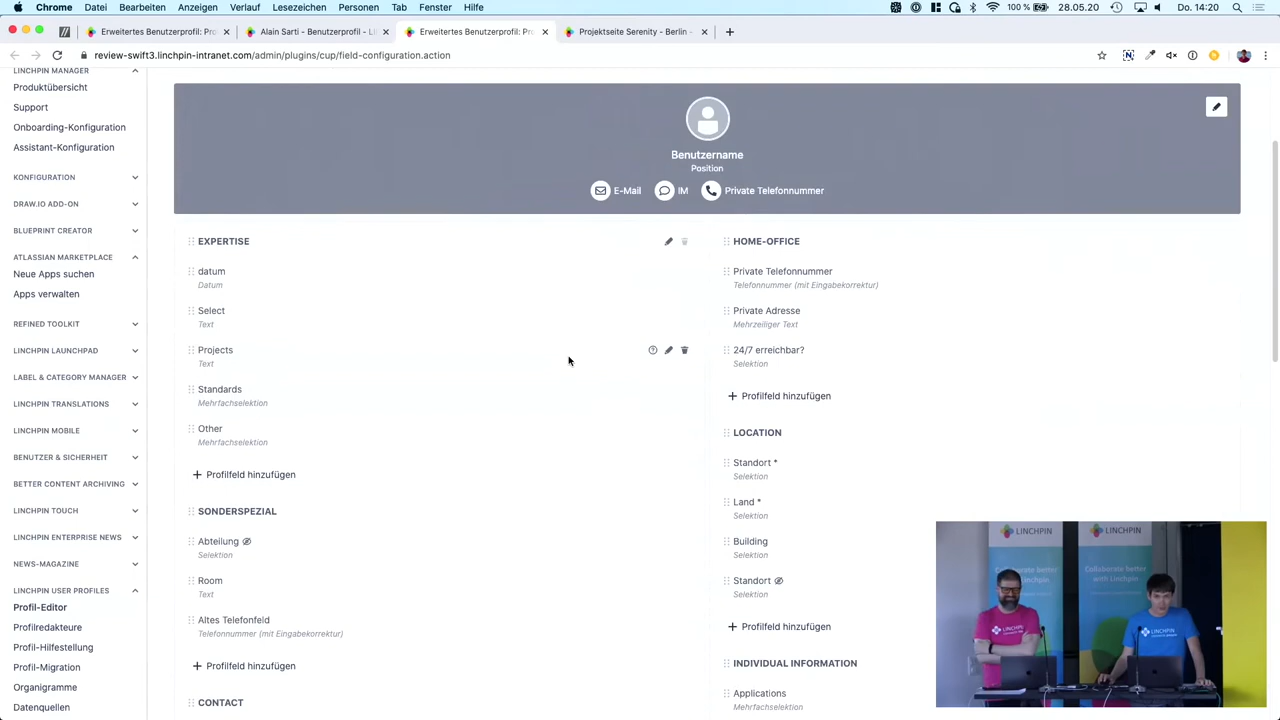 Chrome Datei Bearbeiten Anzeigen Verlauf Lesezeichen Personen Tab Fenster Hilfe 100 % 28.05.20 Do. 14:20
Erweitertes Benutzerprofil: Pro Alain Sarti - Benutzerprofil - Li Erweitertes Benutzerprofil: Pro Projektseite Serenity - Berlin -
review-swift3.linchpin-intranet.com/admin/plugins/cup/field-configuration.action
LINCHPIN MANAGER
Produktübersicht
Support
Onboarding-Konfiguration
Assistant-Konfiguration
KONFIGURATION
DRAW.IO ADD-ON
BLUEPRINT CREATOR
ATLASSIAN MARKETPLACE
Neue Apps suchen
Apps verwalten
REFINED TOOLKIT
LINCHPIN LAUNCHPAD
LABEL & CATEGORY MANAGER
LINCHPIN TRANSLATIONS
LINCHPIN MOBILE
BENUTZER & SICHERHEIT
BETTER CONTENT ARCHIVING
LINCHPIN TOUCH
LINCHPIN ENTERPRISE NEWS
NEWS-MAGAZINE
LINCHPIN USER PROFILES
Profil-Editor
Profilredakteure
Profil-Hilfestellung
Profil-Migration
Organigramme
Datenquellen
Benutzername
Position
E-Mail IM Private Telefonnummer
EXPERTISE
datum
Datum
Select
Text
Projects
Text
Standards
Mehrfachselektion
Other
Mehrfachselektion
+ Profilfeld hinzufügen
SONDERSPEZIAL
Abteilung
Selektion
Room
Text
Altes Telefonfeld
Telefonnummer (mit Eingabekorrektur)
+ Profilfeld hinzufügen
CONTACT
HOME-OFFICE
Private Telefonnummer
Telefonnummer (mit Eingabekorrektur)
Private Adresse
Mehrzeiliger Text
24/7 erreichbar?
Selektion
+ Profilfeld hinzufügen
LOCATION
Standort *
Selektion
Land *
Selektion
Building
Selektion
Standort
Selektion
+ Profilfeld hinzufügen
INDIVIDUAL INFORMATION
Applications
Mehrfachselektion
LINCHPIN
LINCHPIN
Collaborate better
with Linchpin
LINCHPIN
LINCHPIN